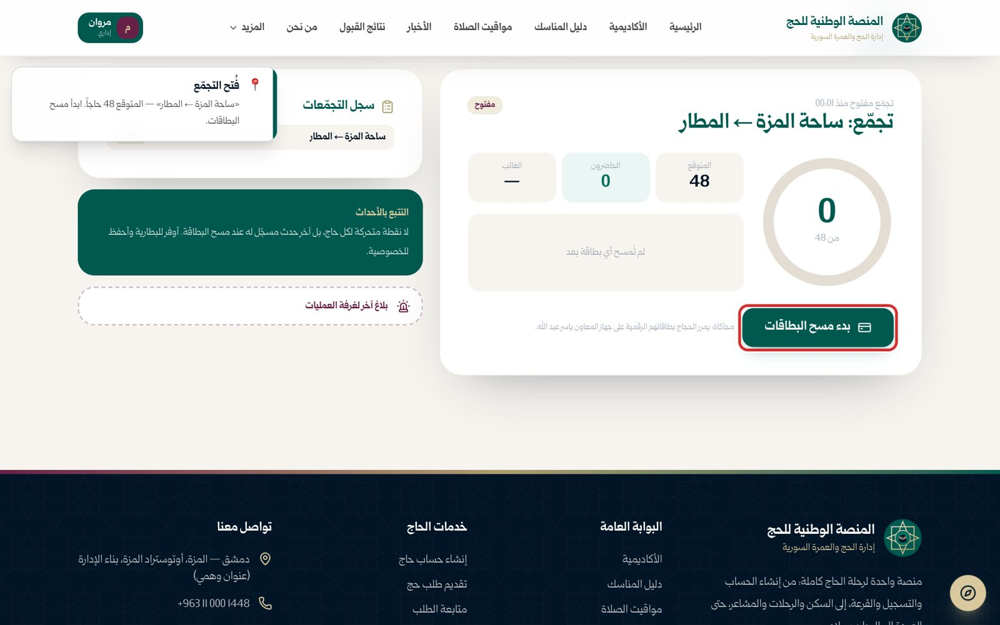 المنصة الوطنية للحج
إدارة الحج والعمرة السورية
الرئيسية
الأكاديمية
دليل المناسك
مواقيت الصلاة
الأخبار
نتائج القبول
من نحن
المزيد
مروان
إداري
م
فُتح التجمّع
«ساحة المزة ← المطار» — المتوقع 48 حاجاً. ابدأ مسح
البطاقات.
تجمّع مفتوح منذ 00:01
مفتوح
تجمّع: ساحة المزة ← المطار
0
من 48
المتوقع
48
الحاضرون
0
الغائب
—
لم تُمسح أي بطاقة بعد
بدء مسح البطاقات
محاكاة: يمرر الحجاج بطاقاتهم الرقمية على جهاز المعاون ياسر عبد الله.
سجل التجمّعات
ساحة المزة ← المطار
التتبع بالأحداث
لا نقطة متحركة لكل حاج، بل آخر حدث مسجّل له عند مسح البطاقة. أوفر للبطارية وأحفظ
للخصوصية.
بلاغ آخر لغرفة العمليات
المنصة الوطنية للحج
إدارة الحج والعمرة السورية
منصة واحدة لرحلة الحاج كاملة: من إنشاء الحساب
والتسجيل والقرعة، إلى السكن والرحلات والمشاعر، حتى
البوابة العامة
الأكاديمية
دليل المناسك
مواقيت الصلاة
خدمات الحاج
إنشاء حساب حاج
تقديم طلب حج
متابعة الطلب
تواصل معنا
دمشق — المزة، أوتوستراد المزة، بناء الإدارة
(عنوان وهمي)
+963 11 000 1448